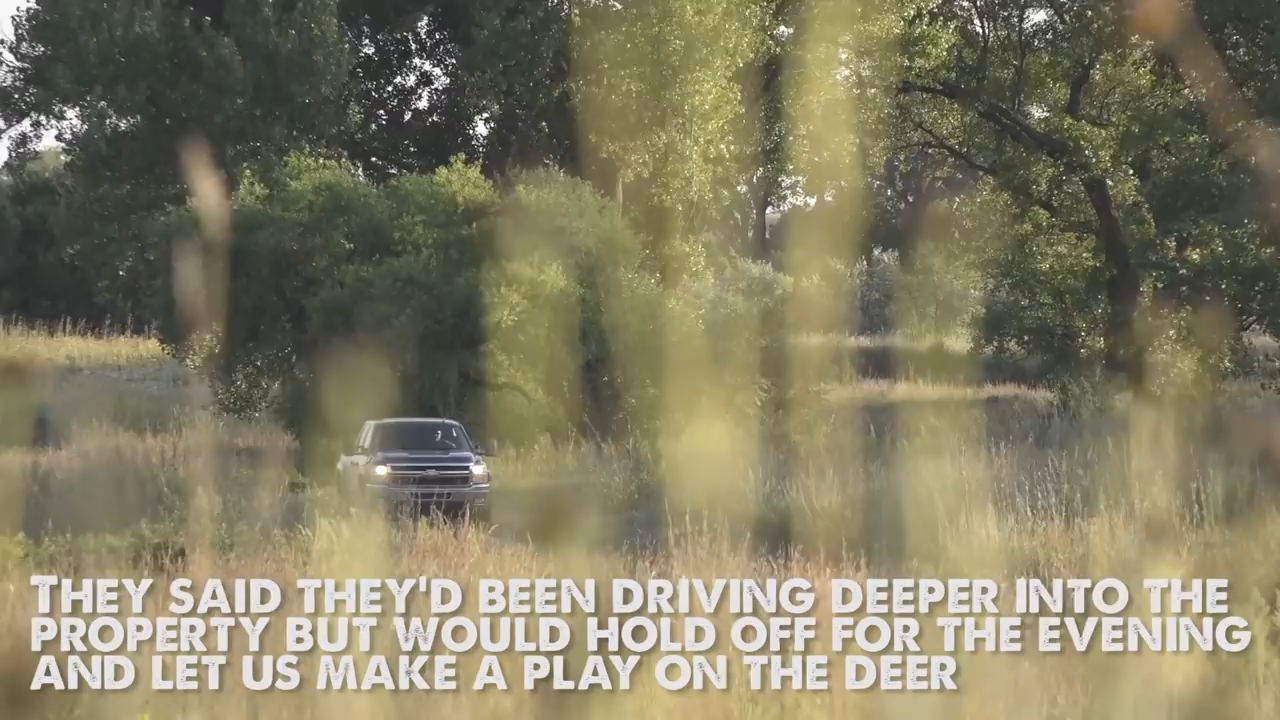 THEY SAID THEY'D BEEN DRIVING DEEPER INTO THE
PROPERTY BUT WOULD HOLD OFF FOR THE EVENING
AND LET US MAKE A PLAY ON THE DEER